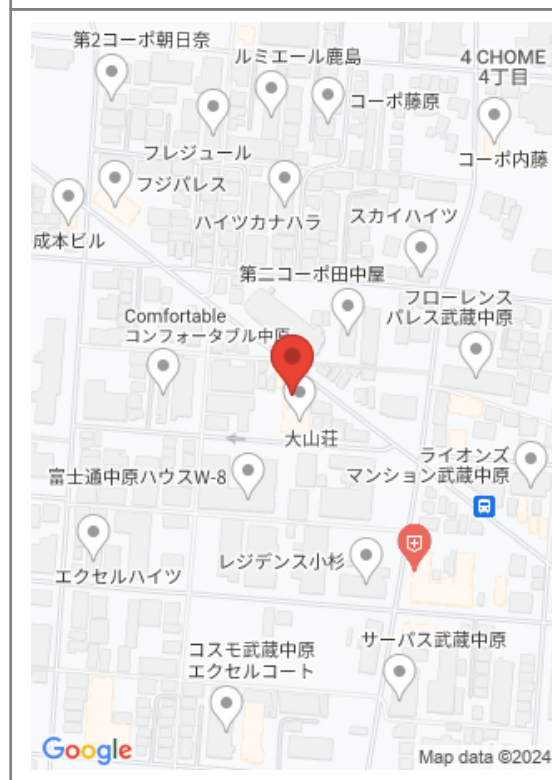 第2コーポ朝日奈
ルミエール鹿島
4 CHOME
4丁目
コーポ藤原
フレジュール
コーポ内藤
フジパレス
ハイツカナハラ
スカイハイツ
成本ビル
第二コーポ田中屋
フローレンス
パレス武蔵中原
Comfortable
コンフォータブル中原
大山荘
ライオンズ
マンション武蔵中原
富士通中原ハウスW-8
レジデンス小杉
エクセルハイツ
サーパス武蔵中原
コスモ武蔵中原
エクセルコート
Google
Map data ©2024